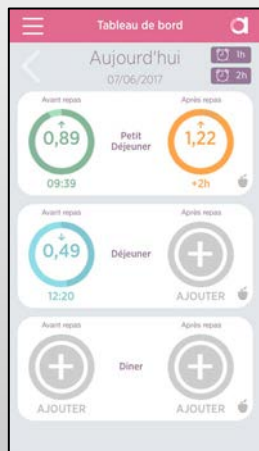 Tableau de bord
Aujourd'hui
07/06/2017
1h
2h
Avant repas
Après repas
0,89
Petit
Déjeuner
1,22
09:39
+2h
Avant repas
Après repas
0,49
Déjeuner
12:20
AJOUTER
Avant repas
Après repas
Dîner
AJOUTER
AJOUTER